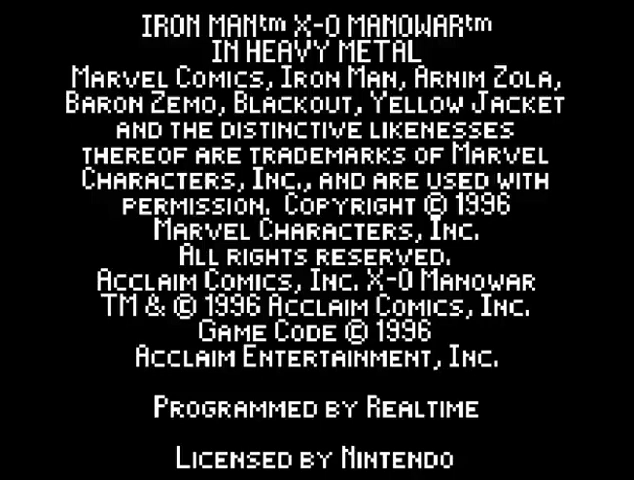 IRON MAN™ X-O MANOWAR™
IN HEAVY METAL
MARVEL COMICS, IRON MAN, ARNIM ZOLA,
BARON ZEMO, BLACKOUT, YELLOW JACKET
AND THE DISTINCTIVE LIKENESSES
THEREOF ARE TRADEMARKS OF MARVEL
CHARACTERS, INC., AND ARE USED WITH
PERMISSION. COPYRIGHT © 1996
MARVEL CHARACTERS, INC.
ALL RIGHTS RESERVED.
ACCLAIM COMICS, INC. X-O MANOWAR
TM & © 1996 ACCLAIM COMICS, INC.
GAME CODE © 1996
ACCLAIM ENTERTAINMENT, INC.
PROGRAMMED BY REALTIME
LICENSED BY NINTENDO